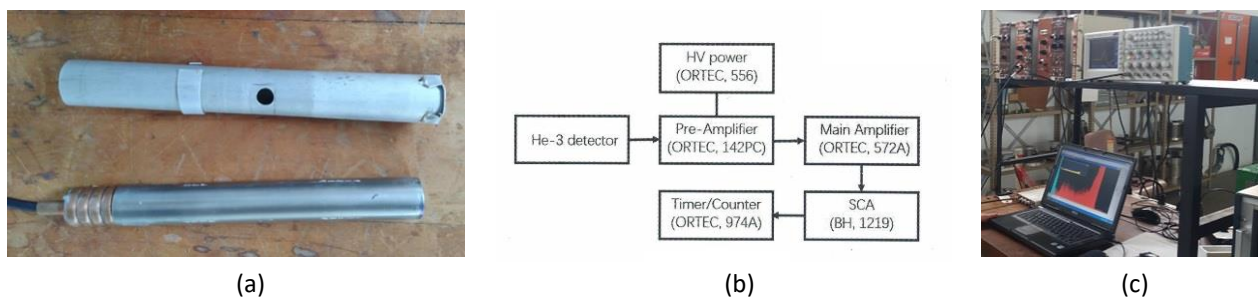 HV power
(ORTEC, 556)
He-3 detector
Pre-Amplifier
(ORTEC, 142PC)
Main Amplifier
(ORTEC, 572A)
Timer/Counter
(ORTEC, 974A)
SCA
(BH, 1219)
(a)
(b)
(c)